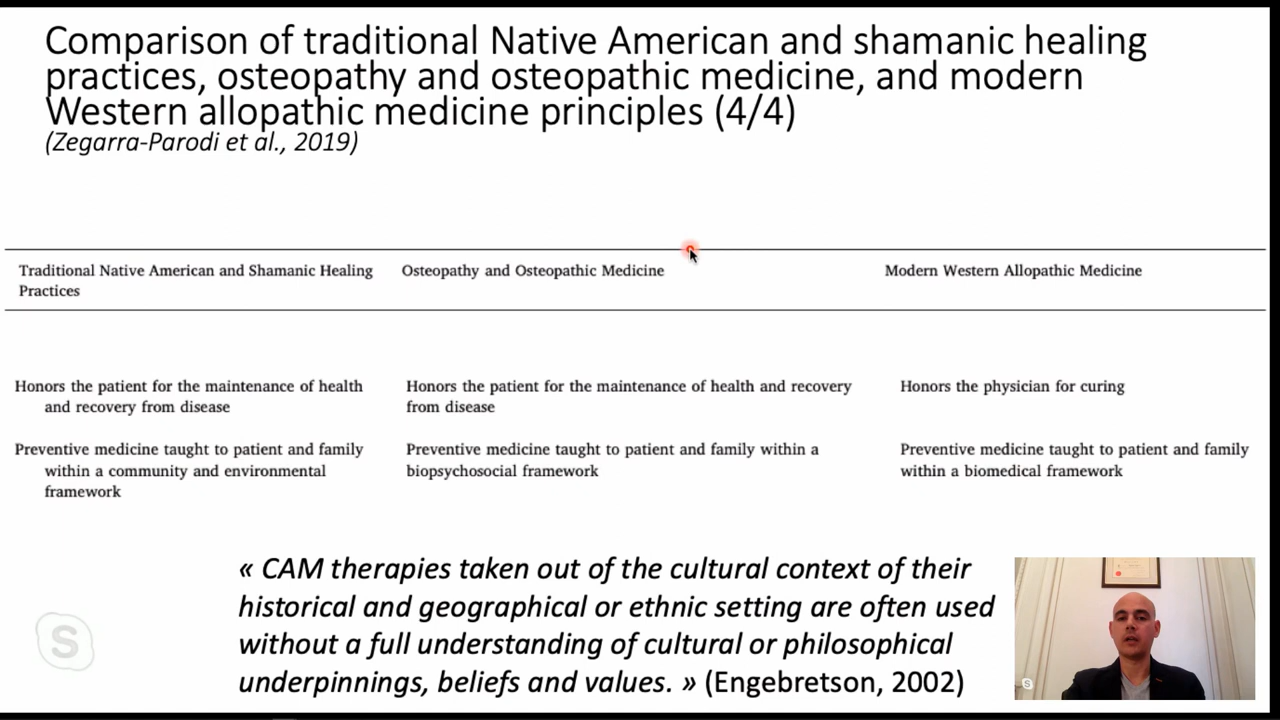 Comparison of traditional Native American and shamanic healing
practices, osteopathy and osteopathic medicine, and modern
Western allopathic medicine principles (4/4)
(Zegarra-Parodi et al., 2019)
Traditional Native American and Shamanic Healing
Practices
Osteopathy and Osteopathic Medicine
Modern Western Allopathic Medicine
Honors the patient for the maintenance of health
and recovery from disease
Honors the patient for the maintenance of health and recovery
from disease
Honors the physician for curing
Preventive medicine taught to patient and family
within a community and environmental
framework
Preventive medicine taught to patient and family within a
biopsychosocial framework
Preventive medicine taught to patient and family
within a biomedical framework
« CAM therapies taken out of the cultural context of their
historical and geographical or ethnic setting are often used
without a full understanding of cultural or philosophical
underpinnings, beliefs and values. » (Engebretson, 2002)
S
S